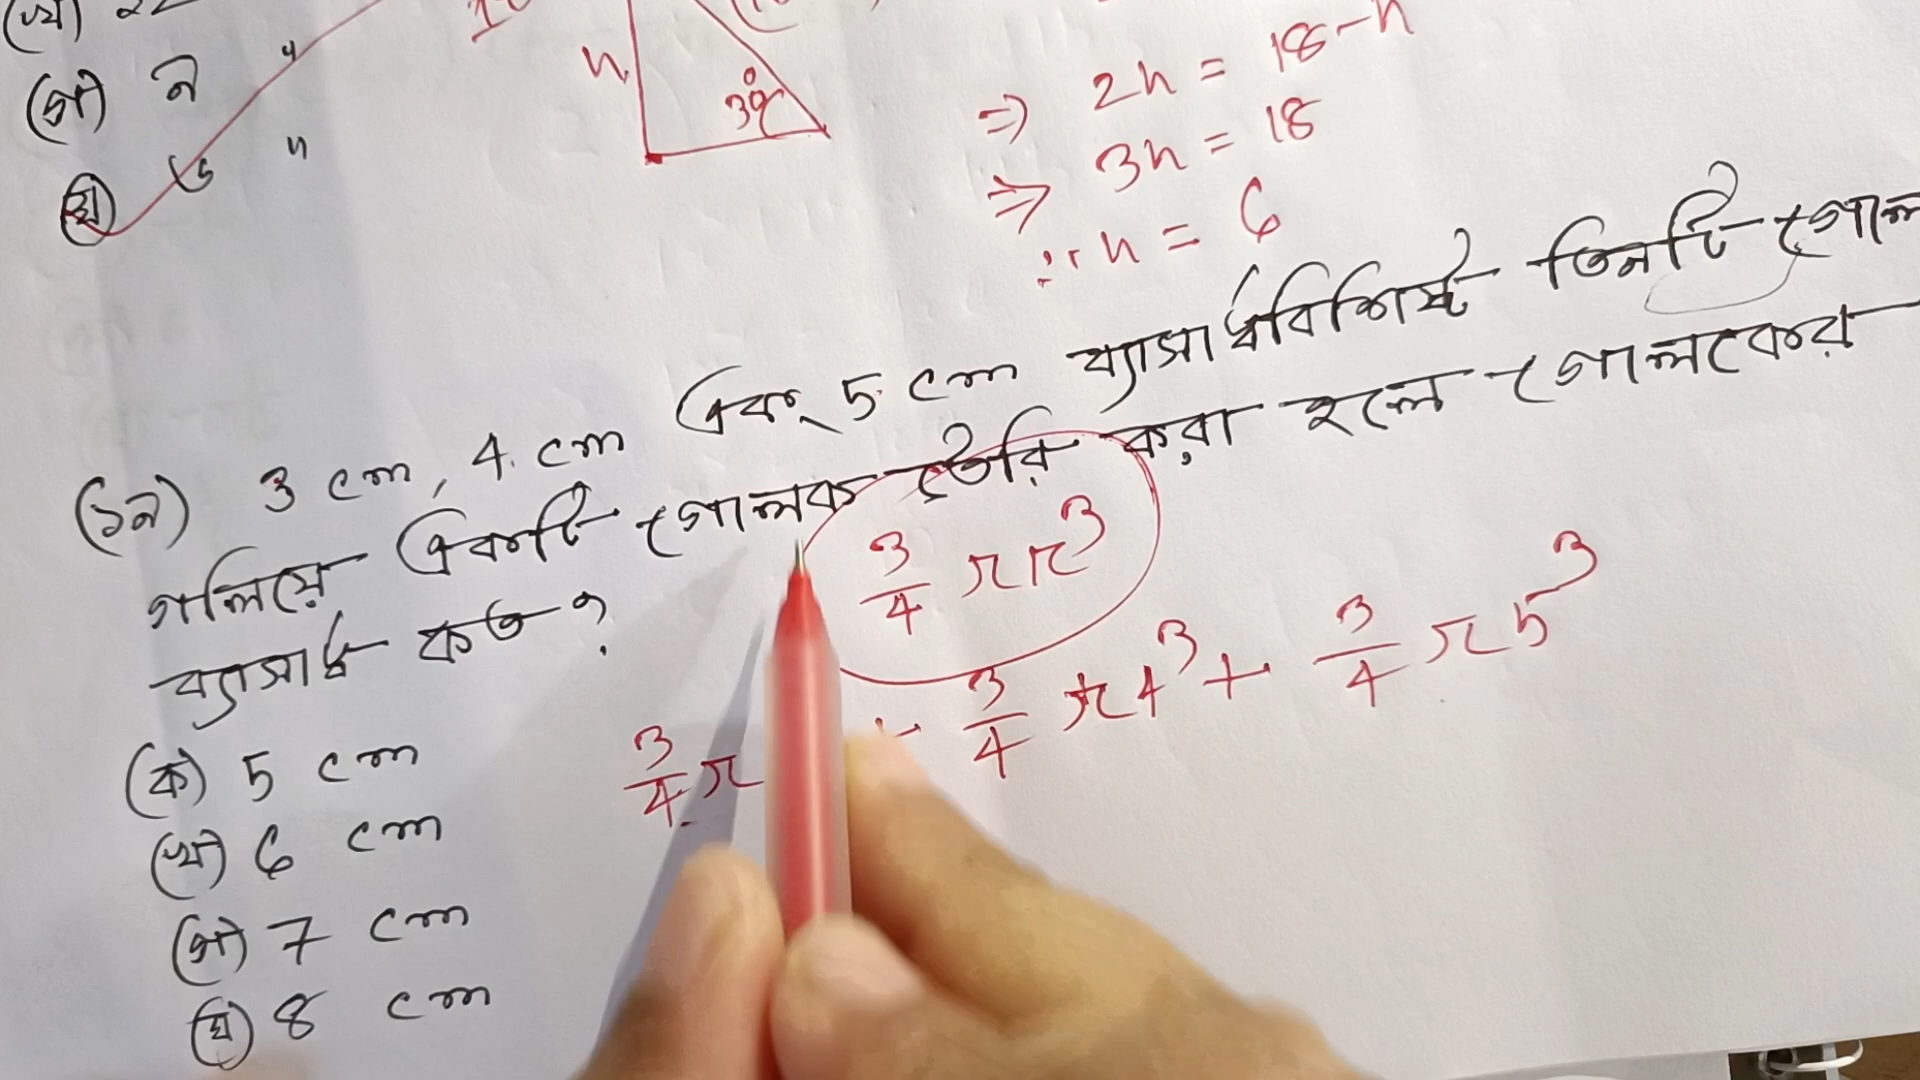 (গ) ন "
(ঘ) ড "
h 30°
⇒ 2h = 18-h
⇒ 3h = 18
∴ h = 6
(১ন) 3 cm, 4 cm এবং 5 cm ব্যাসার্ধবিশিষ্ট তিনটি
গলিয়ে একটি গোলক তৈরি করা হলে গোলকের
ব্যাসার্ধ কত?
3/4 πr³
3/4 π + 3/4 π4³ + 3/4 π5³
(ক) 5 cm
(খ) 6 cm
(গ) 7 cm
(ঘ) 8 cm